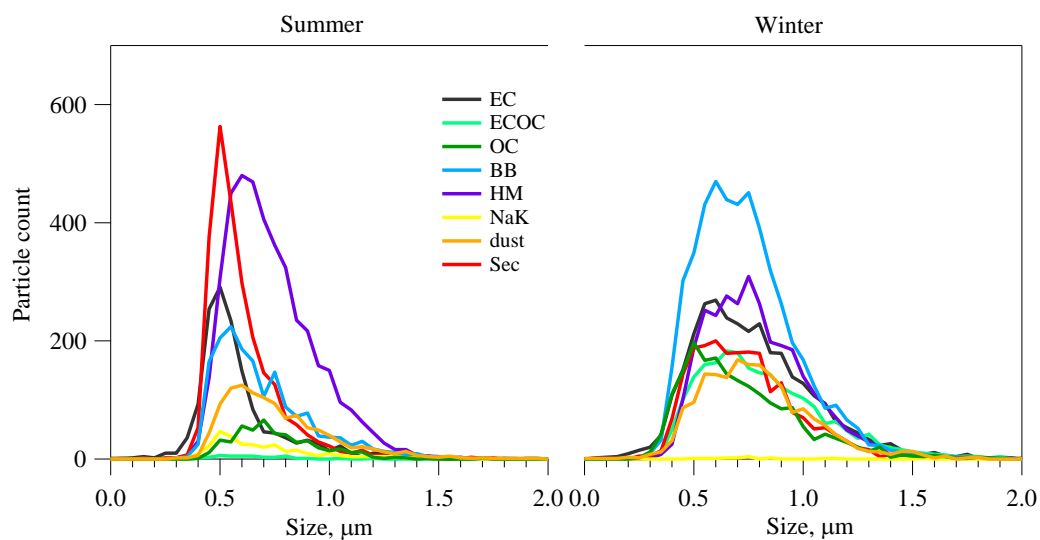 Summer
Winter
Particle count
600
400
200
0
EC
ECOC
OC
BB
HM
NaK
dust
Sec
0.0 0.5 1.0 1.5 2.0
0.0 0.5 1.0 1.5 2.0
Size, μm
Size, μm